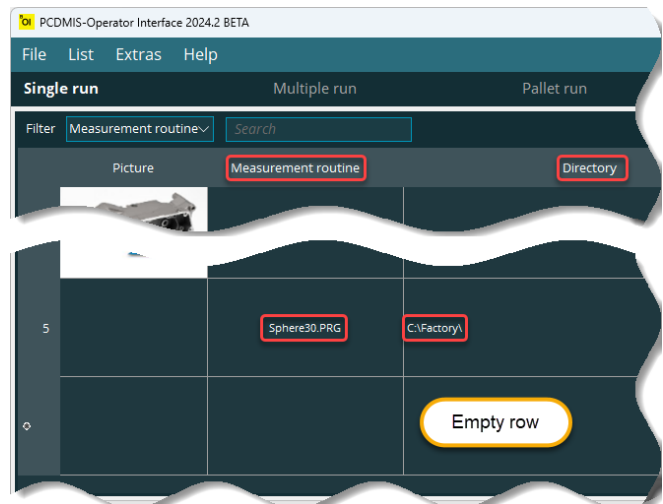 OI PCDMIS-Operator Interface 2024.2 BETA
File List Extras Help
Single run Multiple run Pallet run
Filter Measurement routine Search
Picture Measurement routine Directory
5 Sphere30.PRG C:\Factory\
Empty row